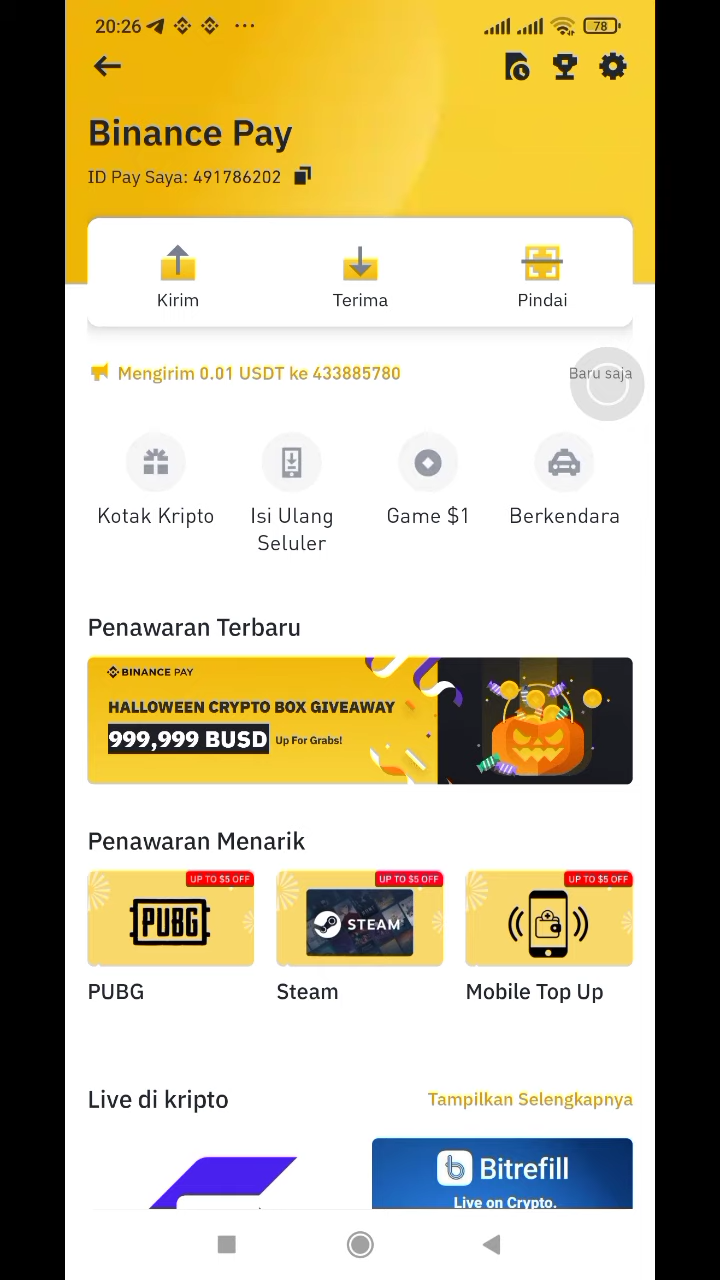 20:26
78
Binance Pay
ID Pay Saya: 491786202
Kirim
Terima
Pindai
Mengirim 0.01 USDT ke 433885780
Baru saja
Kotak Kripto
Isi Ulang
Seluler
Game $1
Berkendara
Penawaran Terbaru
BINANCE PAY
HALLOWEEN CRYPTO BOX GIVEAWAY
999,999 BUSD Up For Grabs!
Penawaran Menarik
UP TO $5 OFF
UP TO $5 OFF
UP TO $5 OFF
PUBG
STEAM
PUBG
Steam
Mobile Top Up
Live di kripto
Tampilkan Selengkapnya
Bitrefill
Live on Crypto.